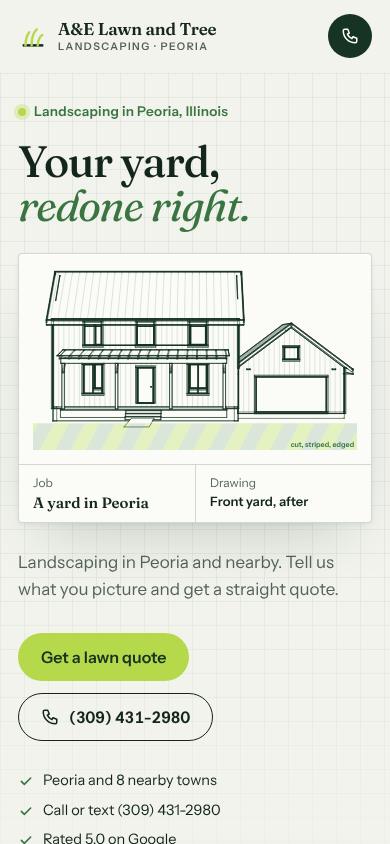 A&E Lawn and Tree
LANDSCAPING · PEORIA
Landscaping in Peoria, Illinois
Your yard,
redone right.
cut, striped, edged
Job
A yard in Peoria
Drawing
Front yard, after
Landscaping in Peoria and nearby. Tell us
what you picture and get a straight quote.
Get a lawn quote
(309) 431-2980
Peoria and 8 nearby towns
Call or text (309) 431-2980
Rated 5.0 on Google